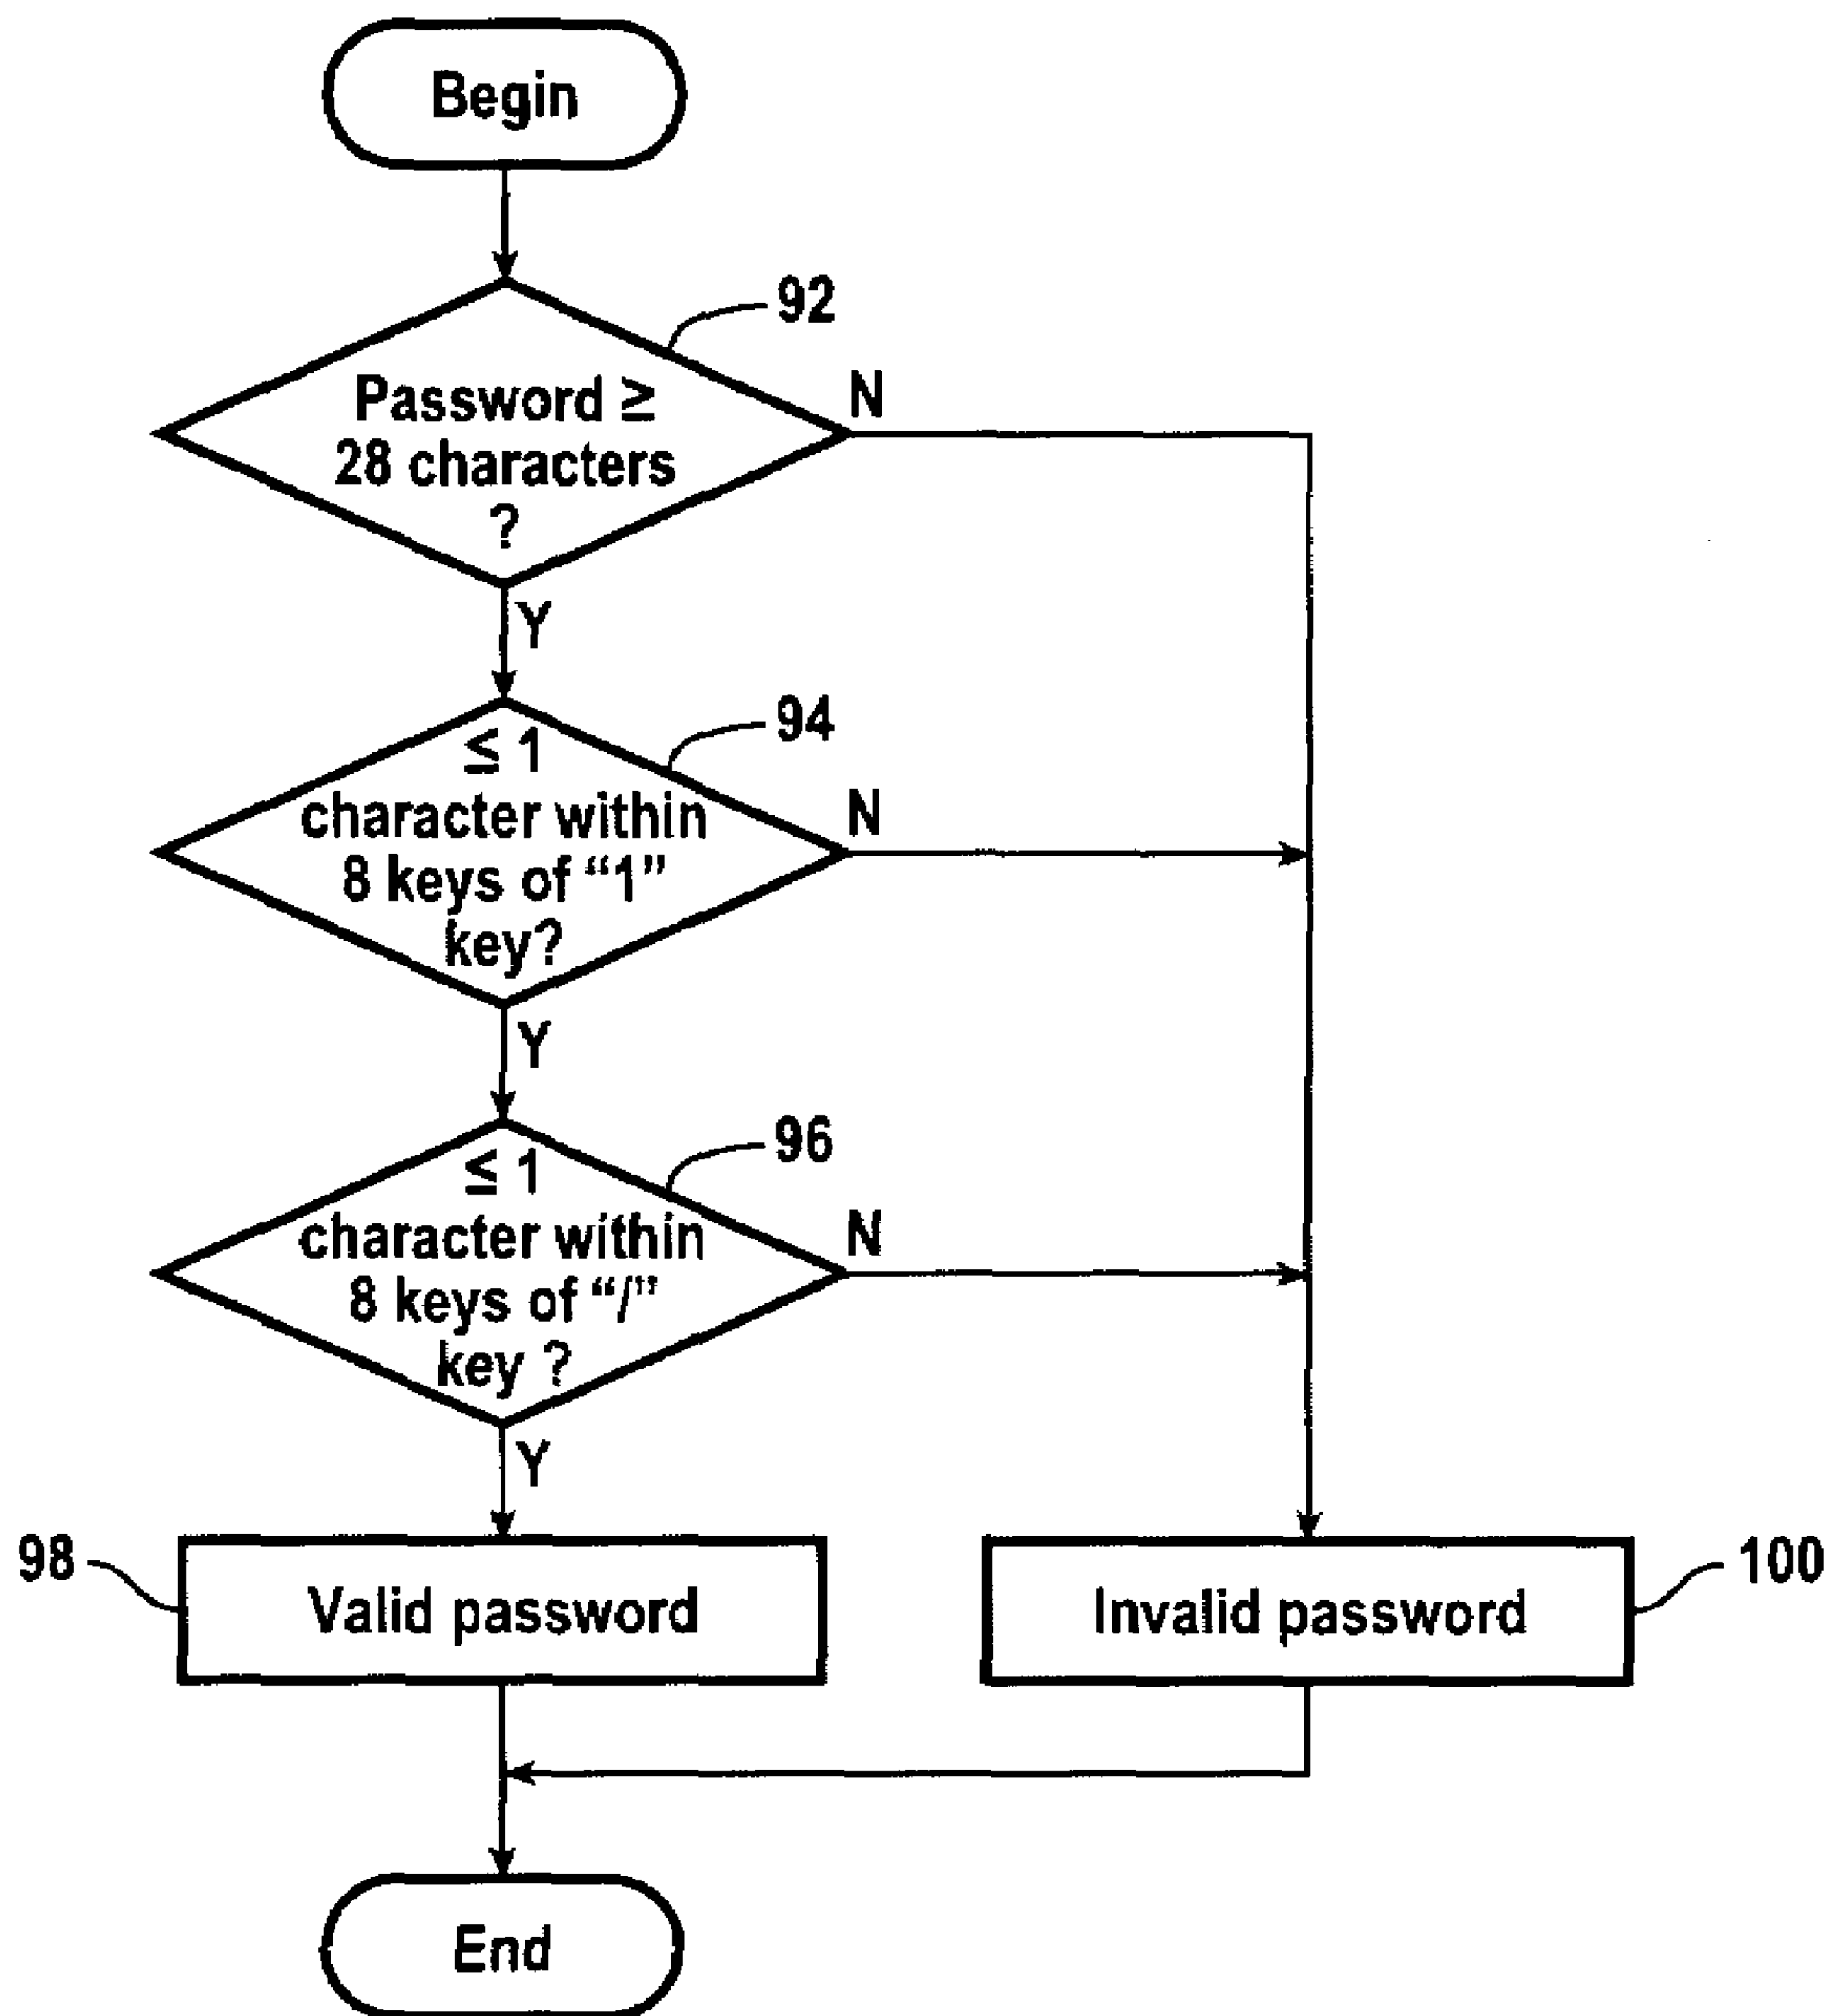 Begin
92
Password ≥
28 characters
?
N
Y
94
≤ 1
character within
8 keys of “1”
key?
N
Y
96
≤ 1
character within
8 keys of “/”
key ?
N
Y
98
Valid password
Invalid password
100
End